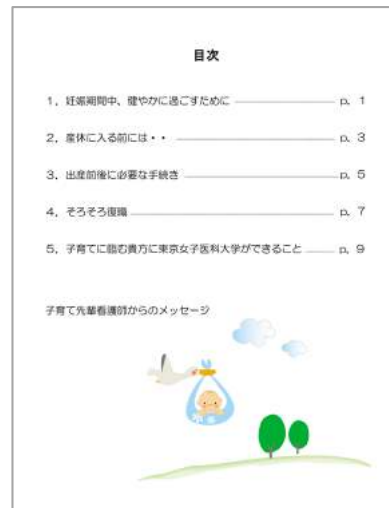 目次
1，妊娠期間中、健やかに過ごすために p，1
2，産休に入る前には・・ p，3
3，出産前後に必要な手続き p，5
4，そろそろ復職 p，7
5，子育てに臨む貴方に東京女子医科大学ができること p，9
子育て先輩看護師からのメッセージ